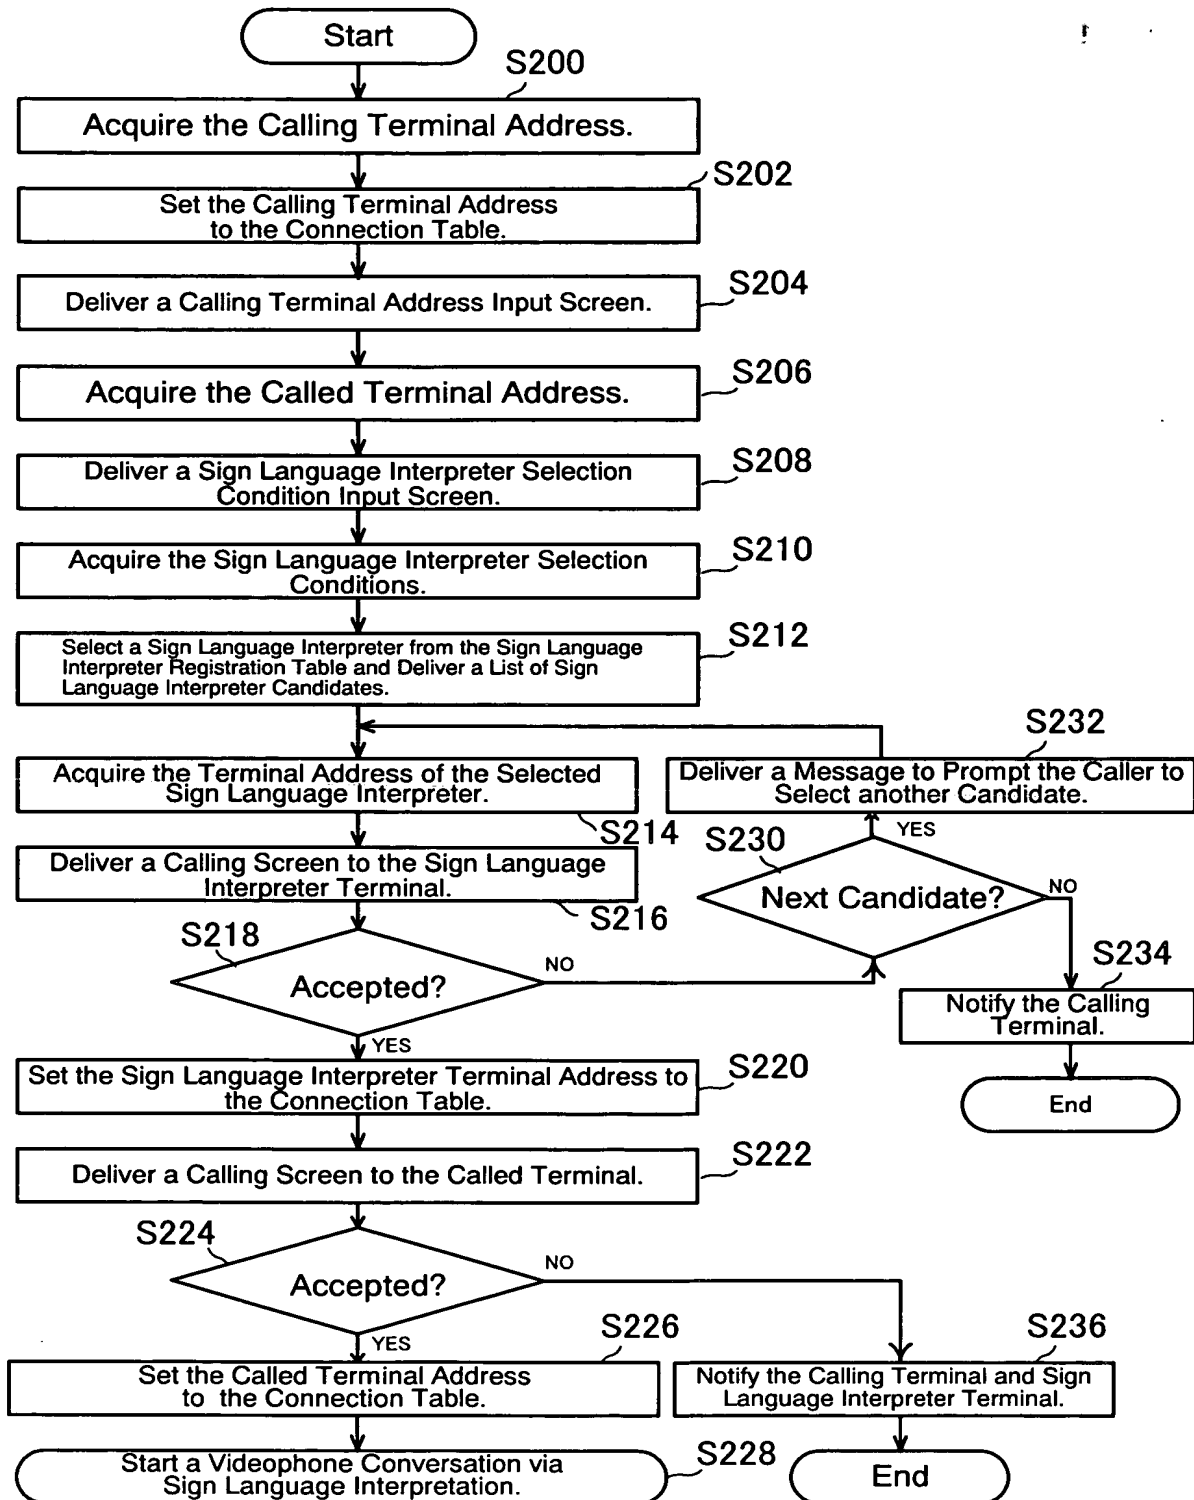 Start
S200
Acquire the Calling Terminal Address.
S202
Set the Calling Terminal Address
to the Connection Table.
S204
Deliver a Calling Terminal Address Input Screen.
S206
Acquire the Called Terminal Address.
S208
Deliver a Sign Language Interpreter Selection
Condition Input Screen.
S210
Acquire the Sign Language Interpreter Selection
Conditions.
S212
Select a Sign Language Interpreter from the Sign Language
Interpreter Registration Table and Deliver a List of Sign
Language Interpreter Candidates.
S232
Acquire the Terminal Address of the Selected
Sign Language Interpreter.
Deliver a Message to Prompt the Caller to
Select another Candidate.
S214
YES
S230
Deliver a Calling Screen to the Sign Language
Interpreter Terminal.
Next Candidate?
NO
S216
S218
Accepted?
NO
S234
Notify the Calling
Terminal.
YES
S220
Set the Sign Language Interpreter Terminal Address to
the Connection Table.
End
S222
Deliver a Calling Screen to the Called Terminal.
S224
Accepted?
NO
YES
S226
S236
Set the Called Terminal Address
to the Connection Table.
Notify the Calling Terminal and Sign
Language Interpreter Terminal.
Start a Videophone Conversation via
Sign Language Interpretation.
S228
End